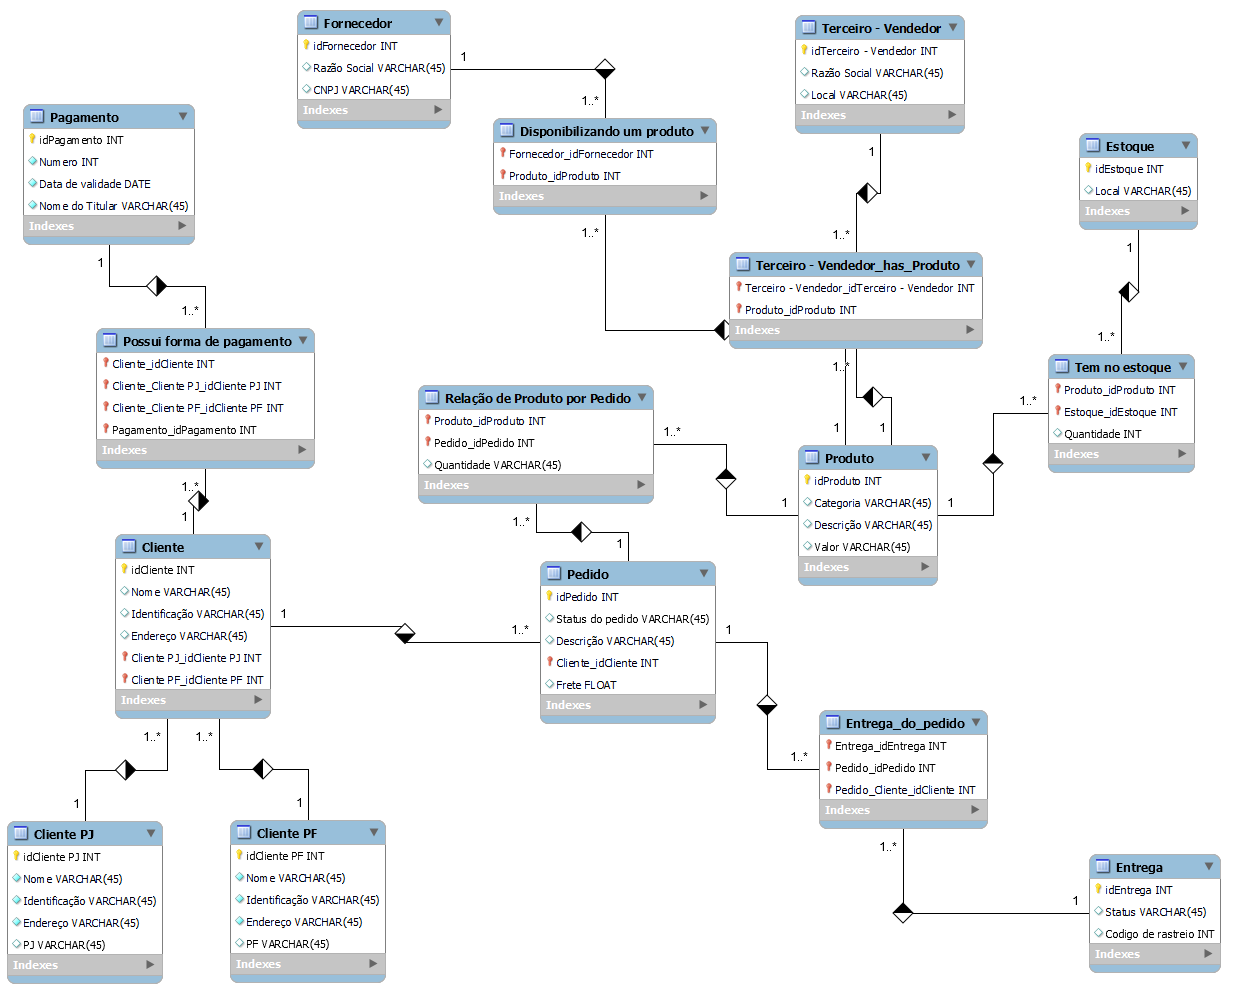 Fornecedor
idFornecedor INT
Razão Social VARCHAR(45)
CNPJ VARCHAR(45)
Indexes
1
1..*
Terceiro - Vendedor
idTerceiro - Vendedor INT
Razão Social VARCHAR(45)
Local VARCHAR(45)
Indexes
1
1..*
Pagamento
idPagamento INT
Numero INT
Data de validade DATE
Nome do Titular VARCHAR(45)
Indexes
1
1..*
Disponibilizando um produto
Fornecedor_idFornecedor INT
Produto_idProduto INT
Indexes
1..*
Estoque
idEstoque INT
Local VARCHAR(45)
Indexes
1
1..*
Terceiro - Vendedor_has_Produto
Terceiro - Vendedor_idTerceiro - Vendedor INT
Produto_idProduto INT
Indexes
1..*
1
1
Possui forma de pagamento
Cliente_idCliente INT
Cliente_Cliente PJ_idCliente PJ INT
Cliente_Cliente PF_idCliente PF INT
Pagamento_idPagamento INT
Indexes
1..*
1
Tem no estoque
Produto_idProduto INT
Estoque_idEstoque INT
Quantidade INT
Indexes
1..*
1
Relação de Produto por Pedido
Produto_idProduto INT
Pedido_idPedido INT
Quantidade VARCHAR(45)
Indexes
1..*
1
1..*
1
Produto
idProduto INT
Categoria VARCHAR(45)
Descrição VARCHAR(45)
Valor VARCHAR(45)
Indexes
Cliente
idCliente INT
Nome VARCHAR(45)
Identificação VARCHAR(45)
Endereço VARCHAR(45)
Cliente PJ_idCliente PJ INT
Cliente PF_idCliente PF INT
Indexes
1
1..*
Pedido
idPedido INT
Status do pedido VARCHAR(45)
Descrição VARCHAR(45)
Cliente_idCliente INT
Frete FLOAT
Indexes
1
1..*
Entrega_do_pedido
Entrega_idEntrega INT
Pedido_idPedido INT
Pedido_Cliente_idCliente INT
Indexes
1..*
1
1..*
1..*
1
1
Cliente PJ
idCliente PJ INT
Nome VARCHAR(45)
Identificação VARCHAR(45)
Endereço VARCHAR(45)
PJ VARCHAR(45)
Indexes
Cliente PF
idCliente PF INT
Nome VARCHAR(45)
Identificação VARCHAR(45)
Endereço VARCHAR(45)
PF VARCHAR(45)
Indexes
Entrega
idEntrega INT
Status VARCHAR(45)
Codigo de rastreio INT
Indexes